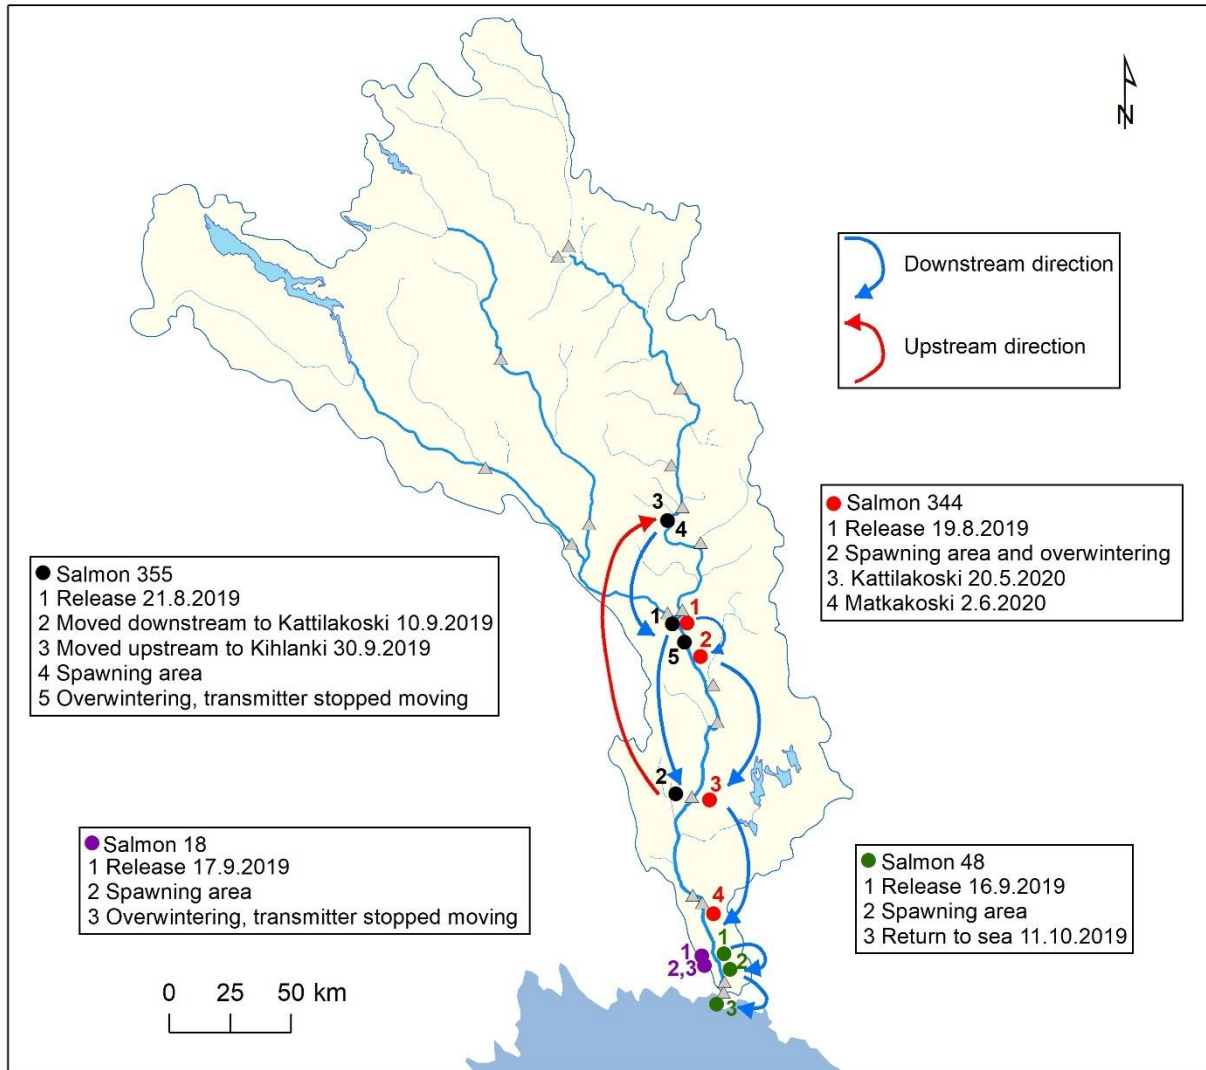 N
Downstream direction
Upstream direction
Salmon 344
1 Release 19.8.2019
2 Spawning area and overwintering
3. Kattilakoski 20.5.2020
4 Matkakoski 2.6.2020
3
4
Salmon 355
1 Release 21.8.2019
2 Moved downstream to Kattilakoski 10.9.2019
3 Moved upstream to Kihlanki 30.9.2019
4 Spawning area
5 Overwintering, transmitter stopped moving
1
1
2
5
2
3
Salmon 18
1 Release 17.9.2019
2 Spawning area
3 Overwintering, transmitter stopped moving
Salmon 48
1 Release 16.9.2019
2 Spawning area
3 Return to sea 11.10.2019
4
1
1
2,3
2
3
0 25 50 km